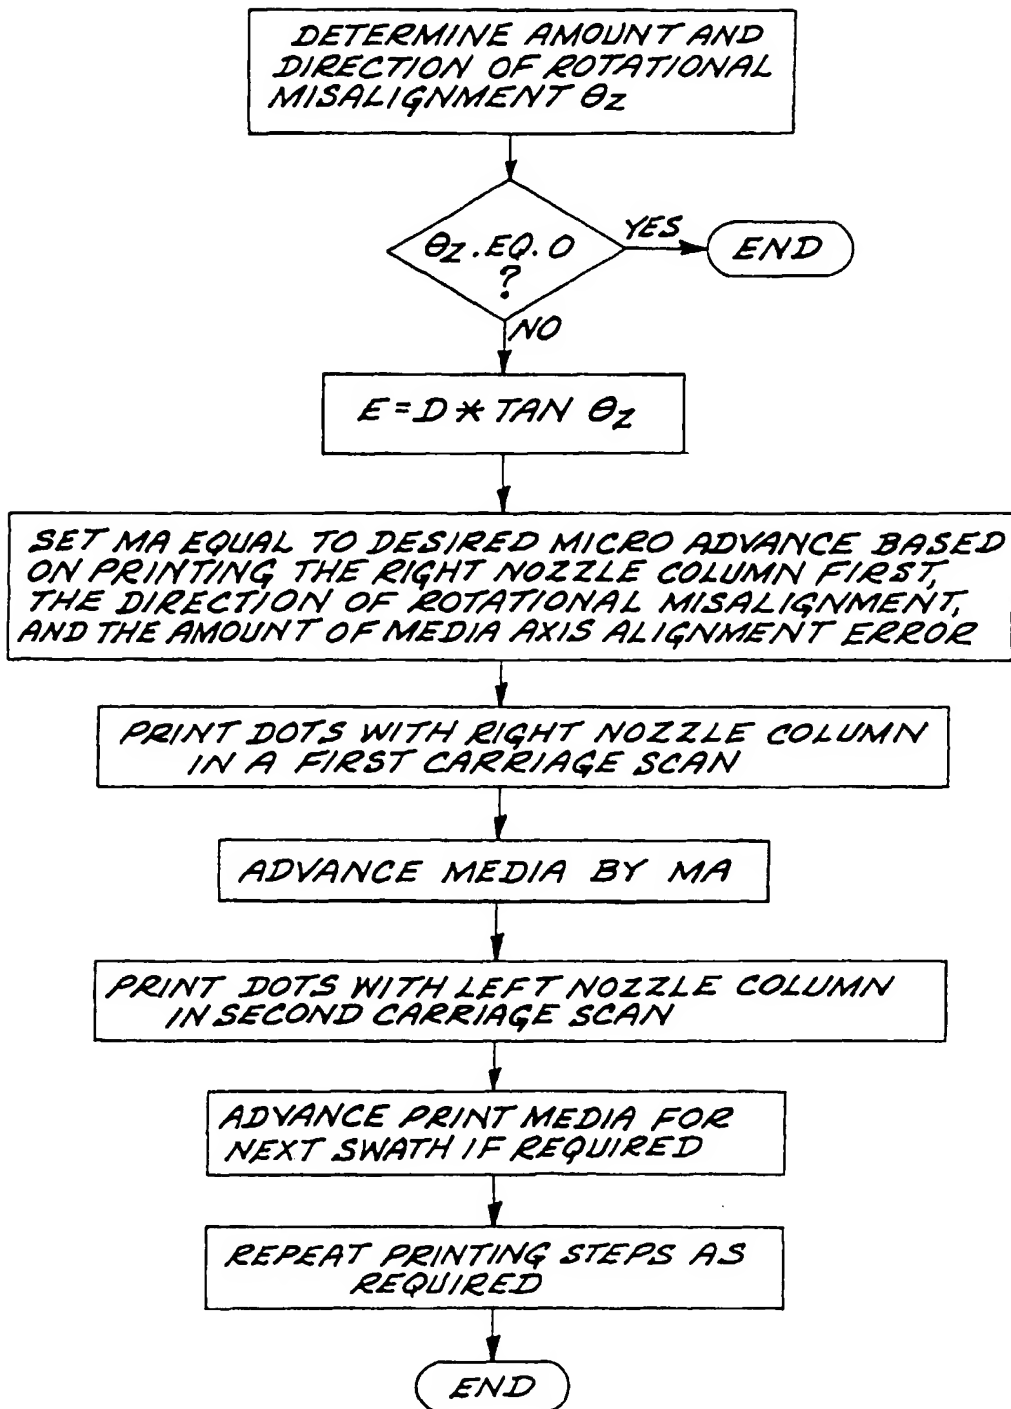 DETERMINE AMOUNT AND
DIRECTION OF ROTATIONAL
MISALIGNMENT θZ
θZ.EQ.O
?
YES
END
NO
E=D*TAN θZ
SET MA EQUAL TO DESIRED MICRO ADVANCE BASED
ON PRINTING THE RIGHT NOZZLE COLUMN FIRST,
THE DIRECTION OF ROTATIONAL MISALIGNMENT,
AND THE AMOUNT OF MEDIA AXIS ALIGNMENT ERROR
PRINT DOTS WITH RIGHT NOZZLE COLUMN
IN A FIRST CARRIAGE SCAN
ADVANCE MEDIA BY MA
PRINT DOTS WITH LEFT NOZZLE COLUMN
IN SECOND CARRIAGE SCAN
ADVANCE PRINT MEDIA FOR
NEXT SWATH IF REQUIRED
REPEAT PRINTING STEPS AS
REQUIRED
END